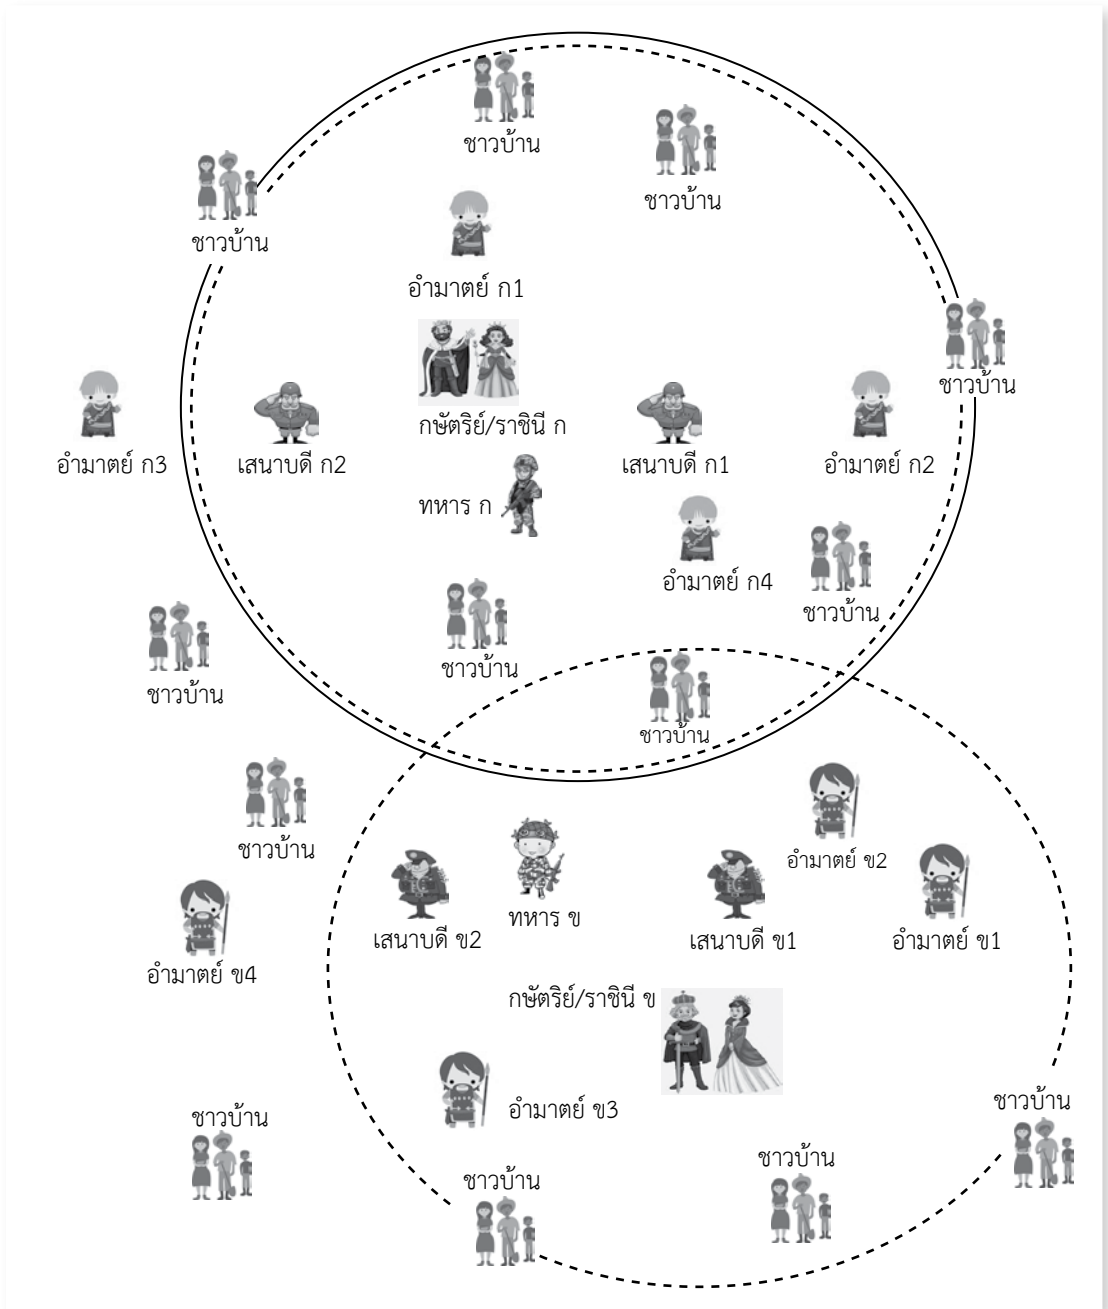 ชาวบ้าน
ชาวบ้าน
ชาวบ้าน
อำมาตย์ ก1
ชาวบ้าน
กษัตริย์/ราชินี ก
อำมาตย์ ก3
เสนาบดี ก2
เสนาบดี ก1
อำมาตย์ ก2
ทหาร ก
อำมาตย์ ก4
ชาวบ้าน
ชาวบ้าน
ชาวบ้าน
ชาวบ้าน
ชาวบ้าน
อำมาตย์ ข2
ทหาร ข
เสนาบดี ข2
เสนาบดี ข1
อำมาตย์ ข1
อำมาตย์ ข4
กษัตริย์/ราชินี ข
อำมาตย์ ข3
ชาวบ้าน
ชาวบ้าน
ชาวบ้าน
ชาวบ้าน